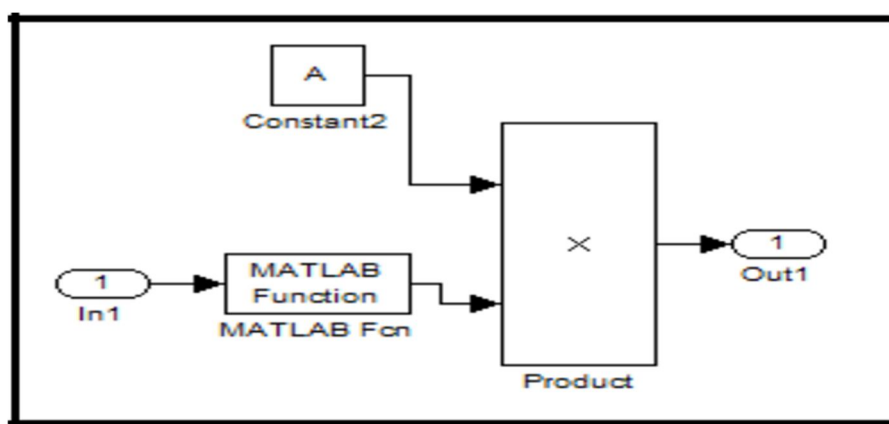 A
Constant2
1
In1
MATLAB
Function
MATLAB Fcn
×
Product
1
Out1